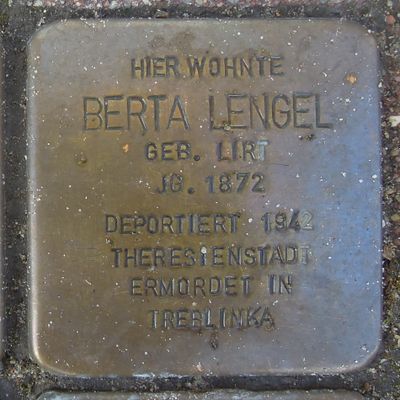 HIER WOHNTE
BERTA LENGEL
GEB. LIRT
JG. 1872
DEPORTIERT 1942
THERESIENSTADT
ERMORDET IN
TREBLINKA